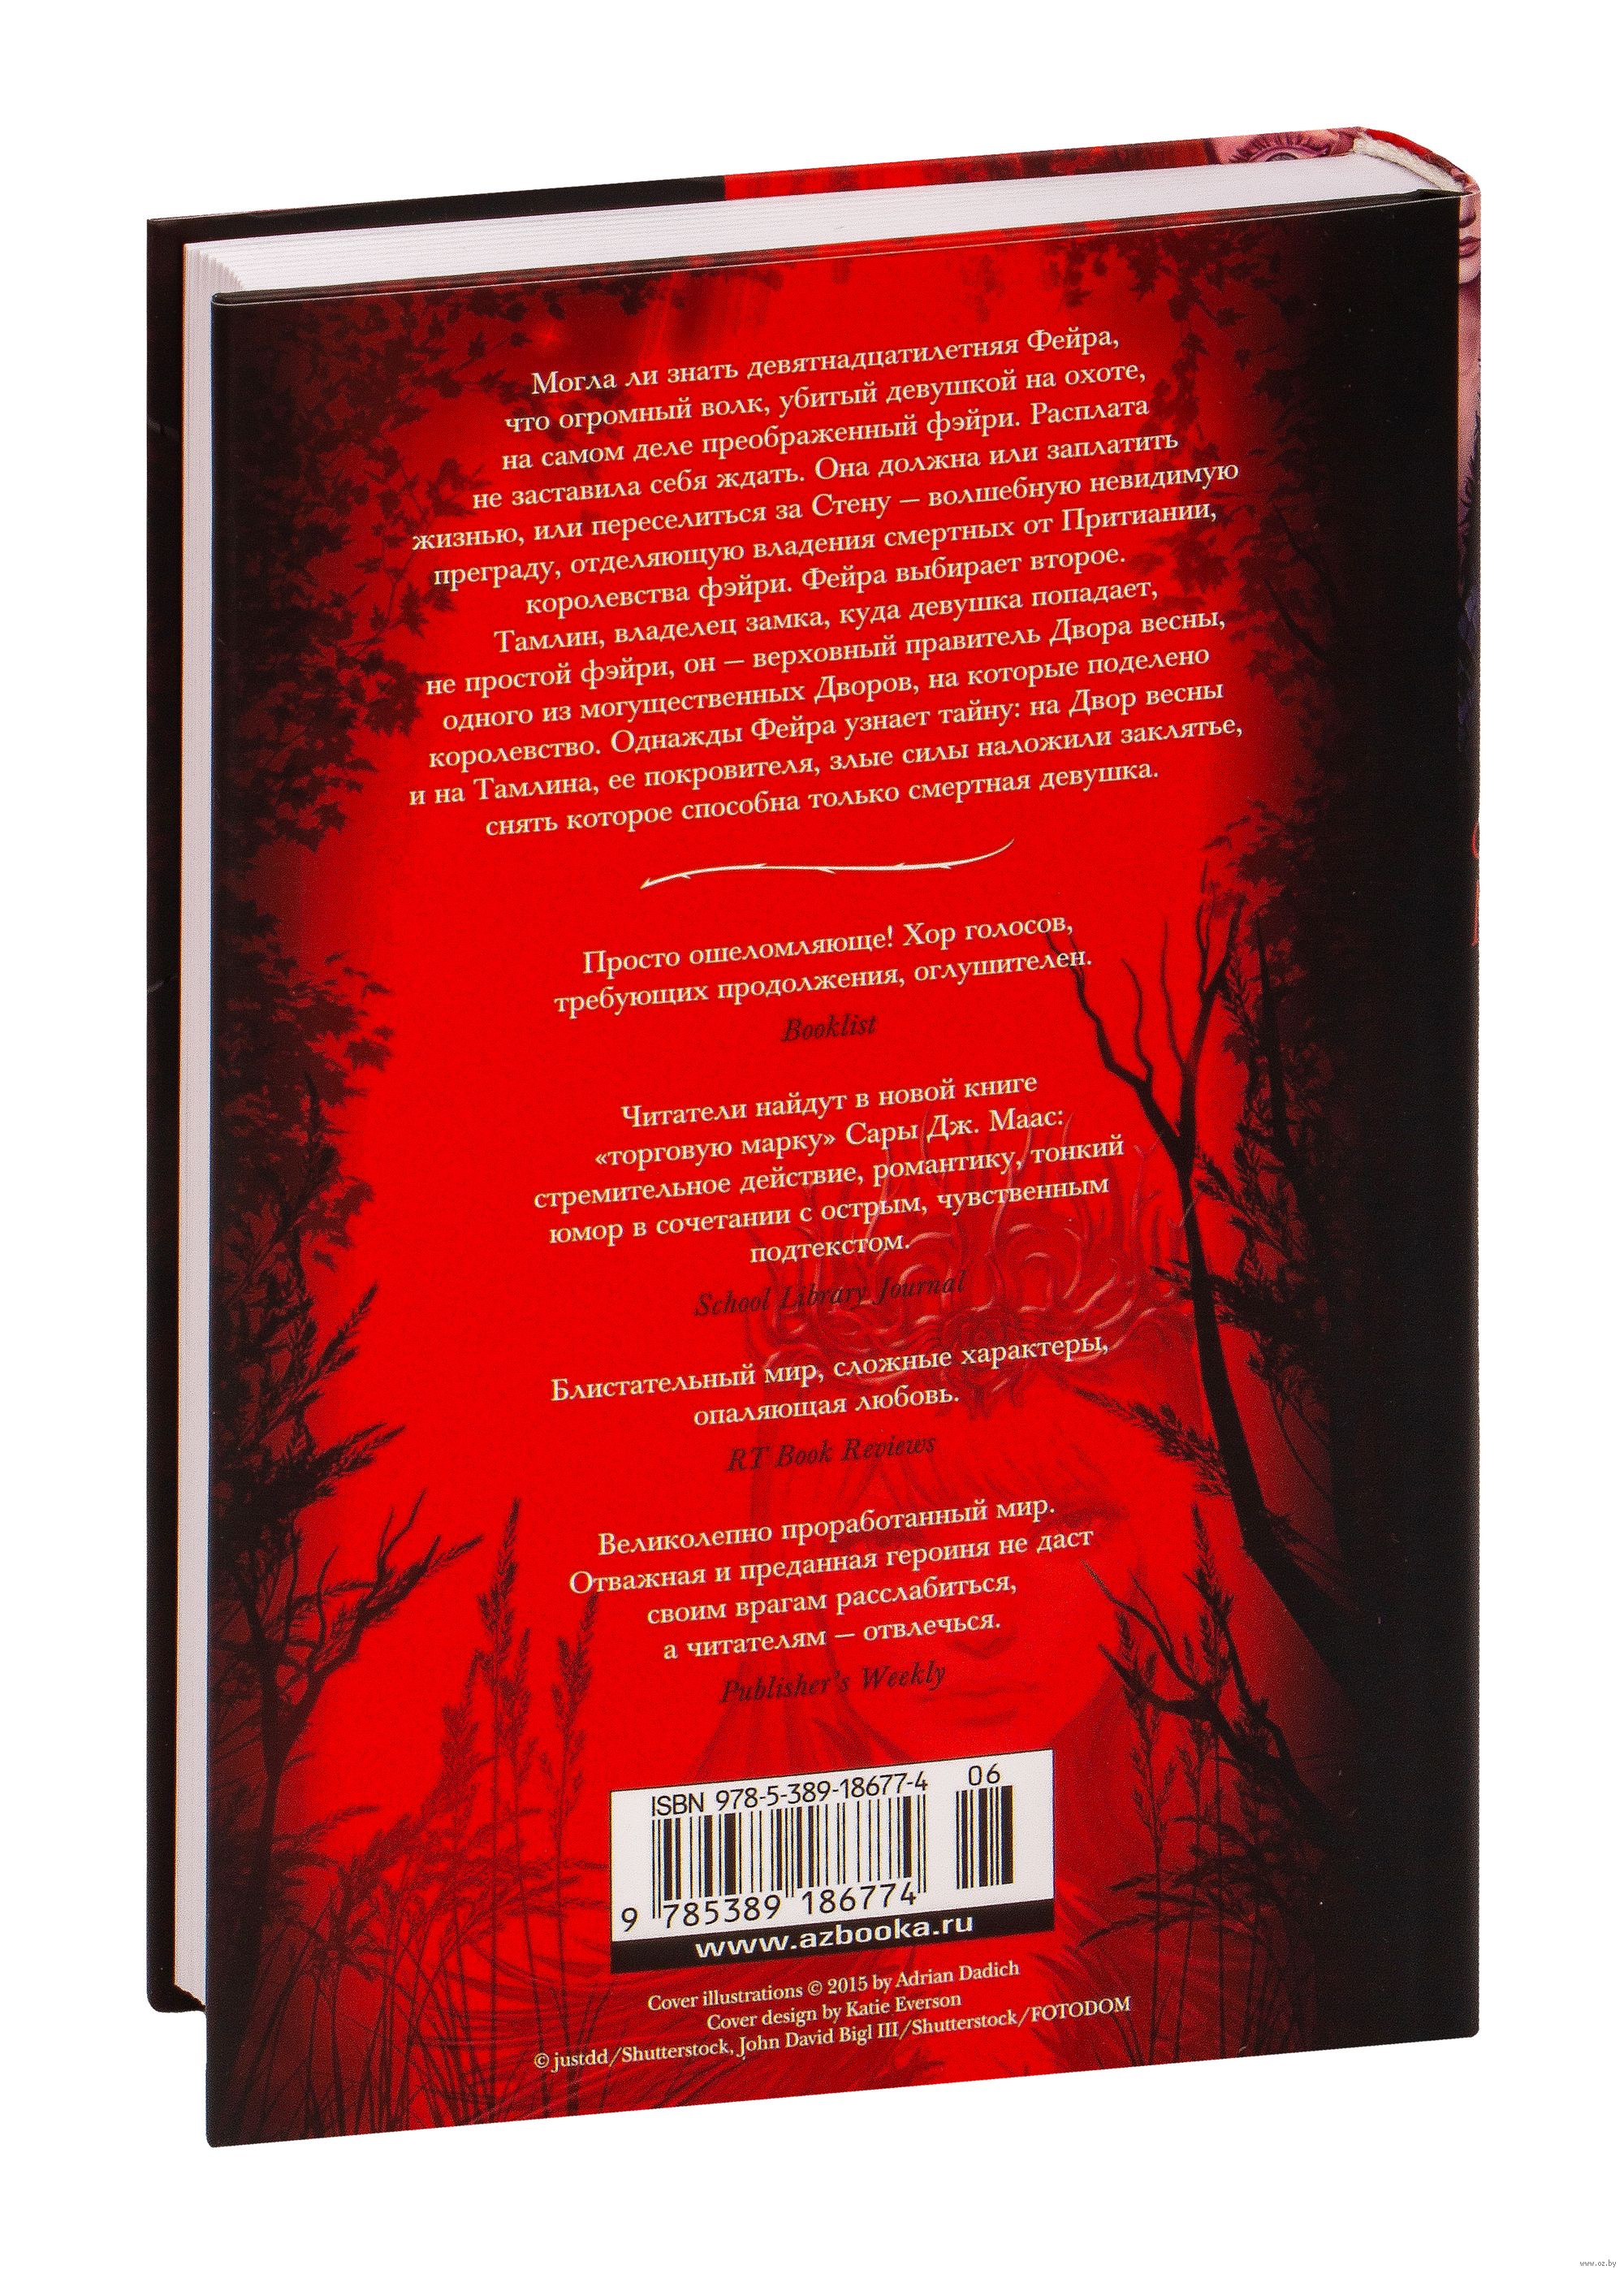 Могла ли знать девятнадцатилетняя Фейра,
что огромный волк, убитый девушкой на охоте,
на самом деле преображенный фэйри. Расплата
не заставила себя ждать. Она должна или заплатить
жизнью, или переселиться за Стену — волшебную невидимую
преграду, отделяющую владения смертных от Притиании,
королевства фэйри. Фейра выбирает второе.
Тамлин, владелец замка, куда девушка попадает,
не простой фэйри, он — верховный правитель Двора весны,
одного из могущественных Дворов, на которые поделено
королевство. Однажды Фейра узнает тайну: на Двор весны
и на Тамлина, ее покровителя, злые силы наложили заклятье,
снять которое способна только смертная девушка.
Просто ошеломляюще! Хор голосов,
требующих продолжения, оглушителен.
Booklist
Читатели найдут в новой книге
«торговую марку» Сары Дж. Маас:
стремительное действие, романтику, тонкий
юмор в сочетании с острым, чувственным
подтекстом.
School Library Journal
Блистательный мир, сложные характеры,
опаляющая любовь.
RT Book Reviews
Великолепно проработанный мир.
Отважная и преданная героиня не даст
своим врагам расслабиться,
а читателям — отвлечься.
Publisher's Weekly
ISBN 978-5-389-18677-4 06
9 785389 186774
www.azbooka.ru
Cover illustrations © 2015 by Adrian Dadich
Cover design by Katie Everson
© justdd/Shutterstock, John David Bigl III/Shutterstock/FOTODOM
www.oz.by